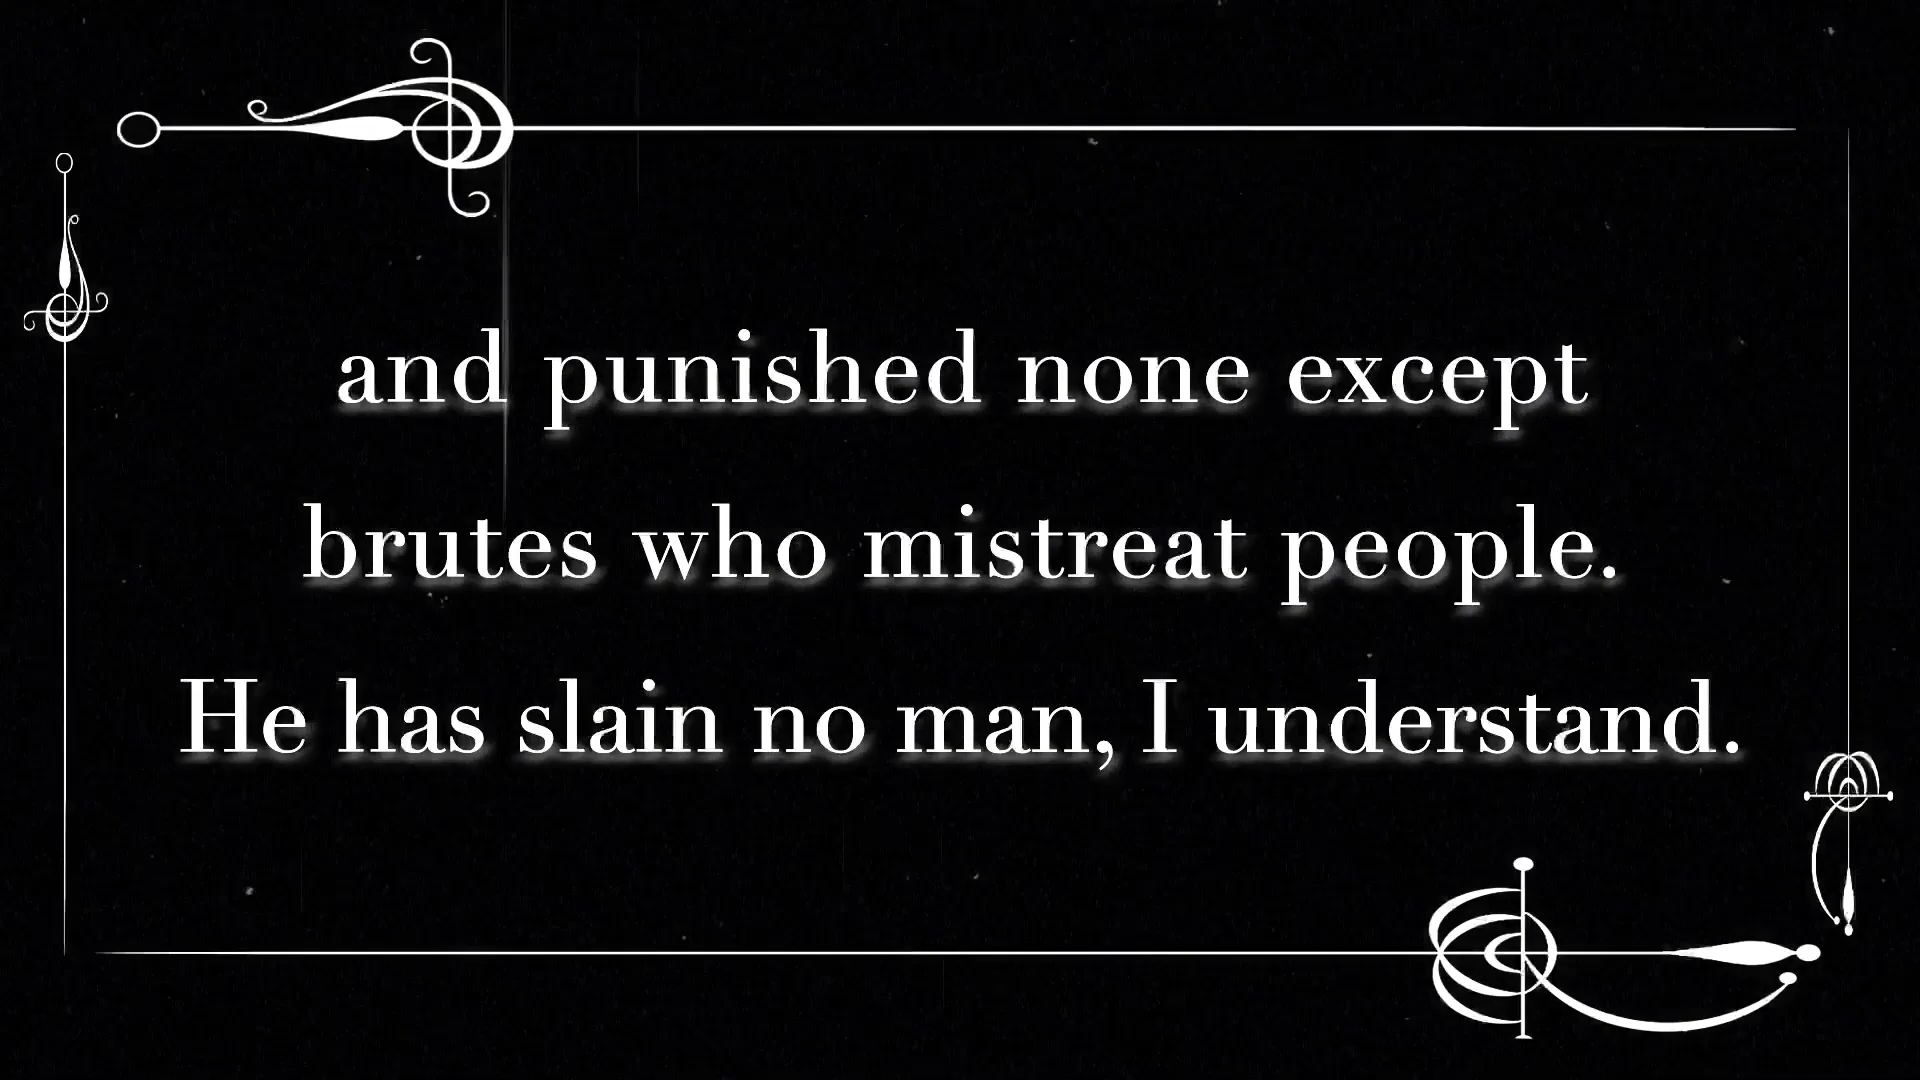 and punished none except
brutes who mistreat people.
He has slain no man, I understand.